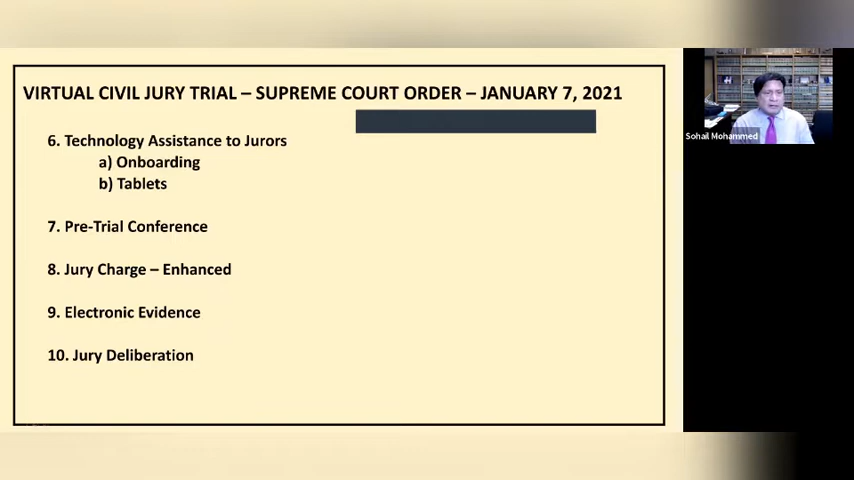 VIRTUAL CIVIL JURY TRIAL – SUPREME COURT ORDER – JANUARY 7, 2021
6. Technology Assistance to Jurors
a) Onboarding
b) Tablets
7. Pre-Trial Conference
8. Jury Charge – Enhanced
9. Electronic Evidence
10. Jury Deliberation
Sohail Mohammed